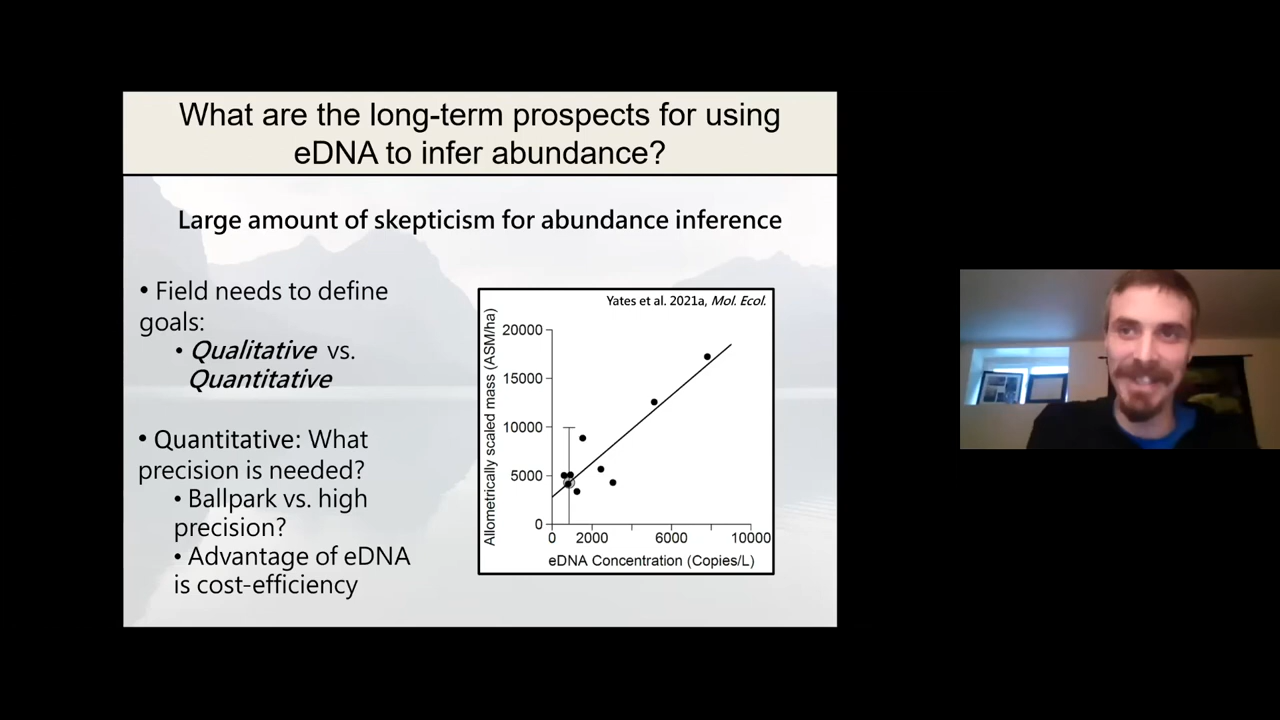 What are the long-term prospects for using
eDNA to infer abundance?
Large amount of skepticism for abundance inference
• Field needs to define
goals:
• Qualitative vs.
Quantitative
• Quantitative: What
precision is needed?
• Ballpark vs. high
precision?
• Advantage of eDNA
is cost-efficiency
Yates et al. 2021a, Mol. Ecol.
Allometrically scaled mass (ASM/ha)
20000
15000
10000
5000
0
0 2000 6000 10000
eDNA Concentration (Copies/L)